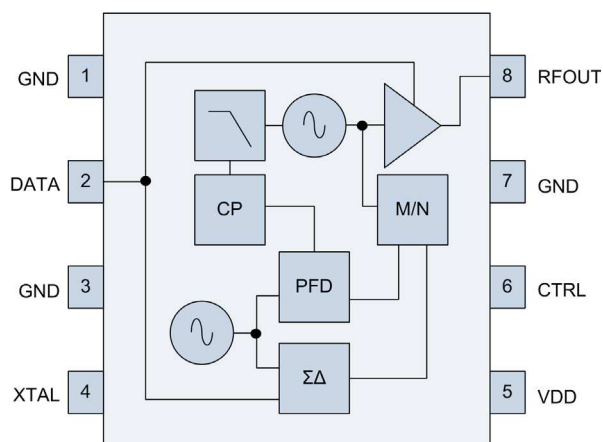 GND 1
8 RFOUT
DATA 2
CP
M/N
7 GND
GND 3
PFD
6 CTRL
XTAL 4
ΣΔ
5 VDD